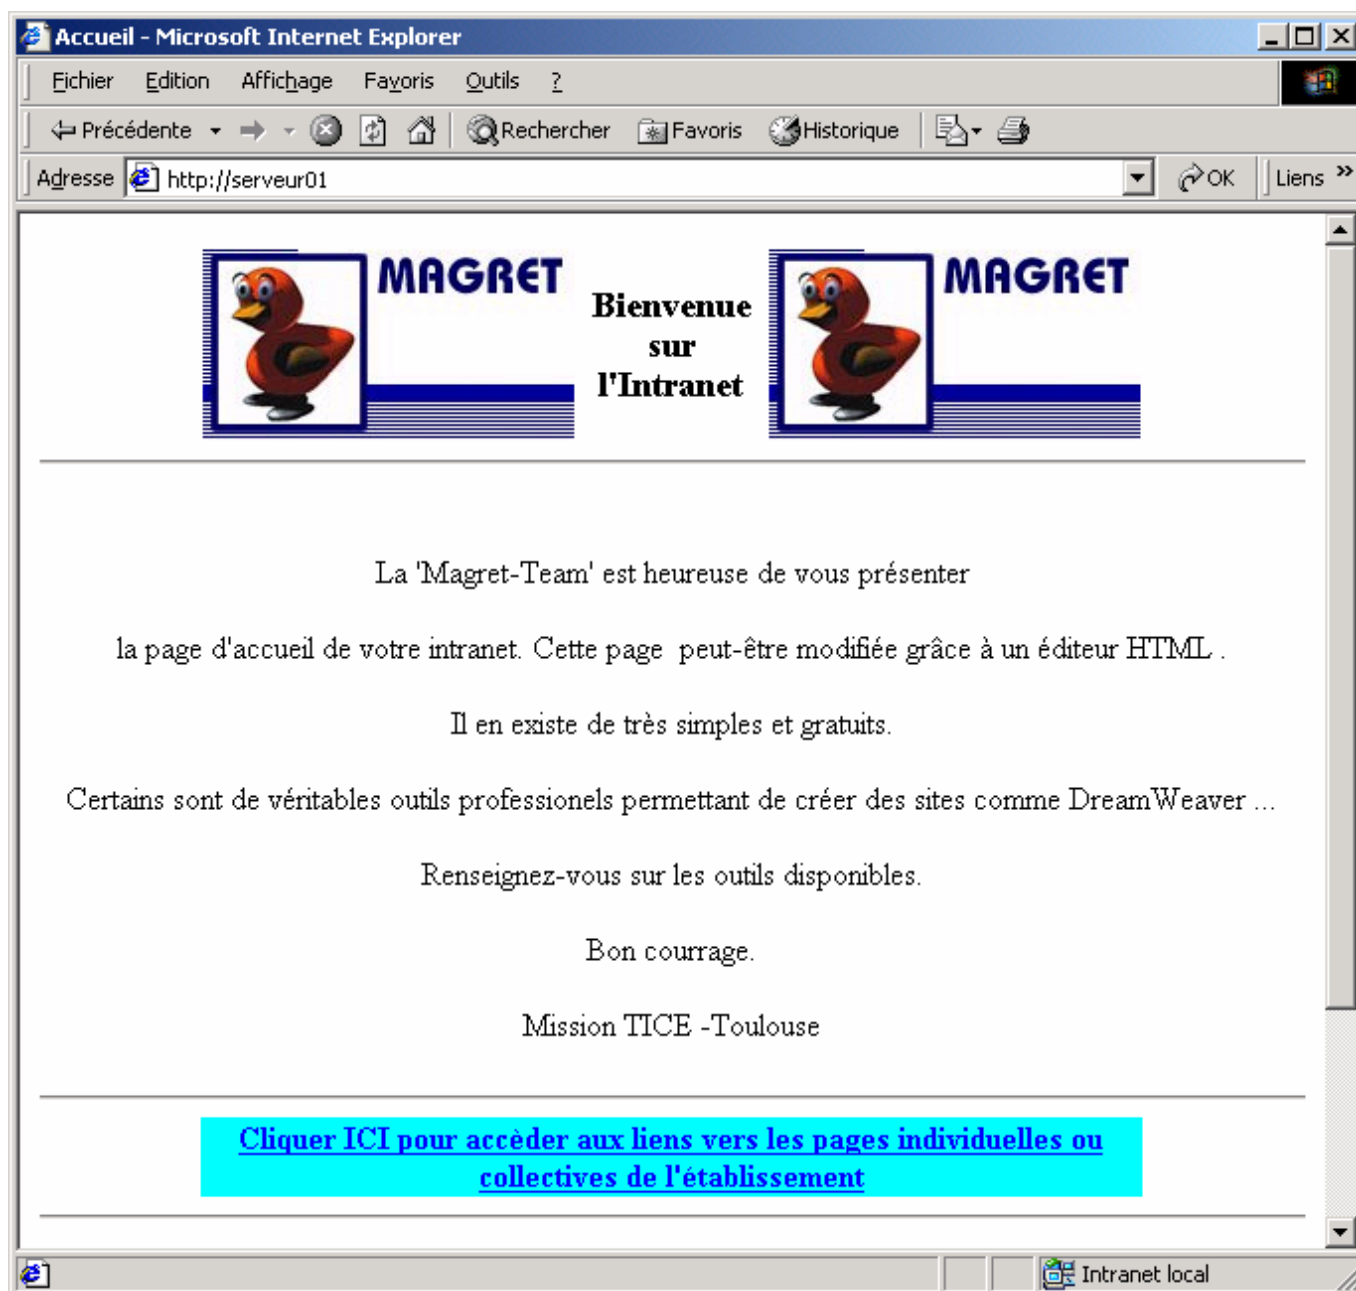 Accueil - Microsoft Internet Explorer
Fichier Edition Affichage Favoris Outils ?
Précédente Rechercher Favoris Historique
Adresse http://serveur01 OK Liens »
MAGRET MAGRET
Bienvenue
sur
l'Intranet
La 'Magret-Team' est heureuse de vous présenter
la page d'accueil de votre intranet. Cette page  peut-être modifiée grâce à un éditeur HTML .
Il en existe de très simples et gratuits.
Certains sont de véritables outils professionels permettant de créer des sites comme DreamWeaver ...
Renseignez-vous sur les outils disponibles.
Bon courrage.
Mission TICE -Toulouse
Cliquer ICI pour accèder aux liens vers les pages individuelles ou
collectives de l'établissement
Intranet local